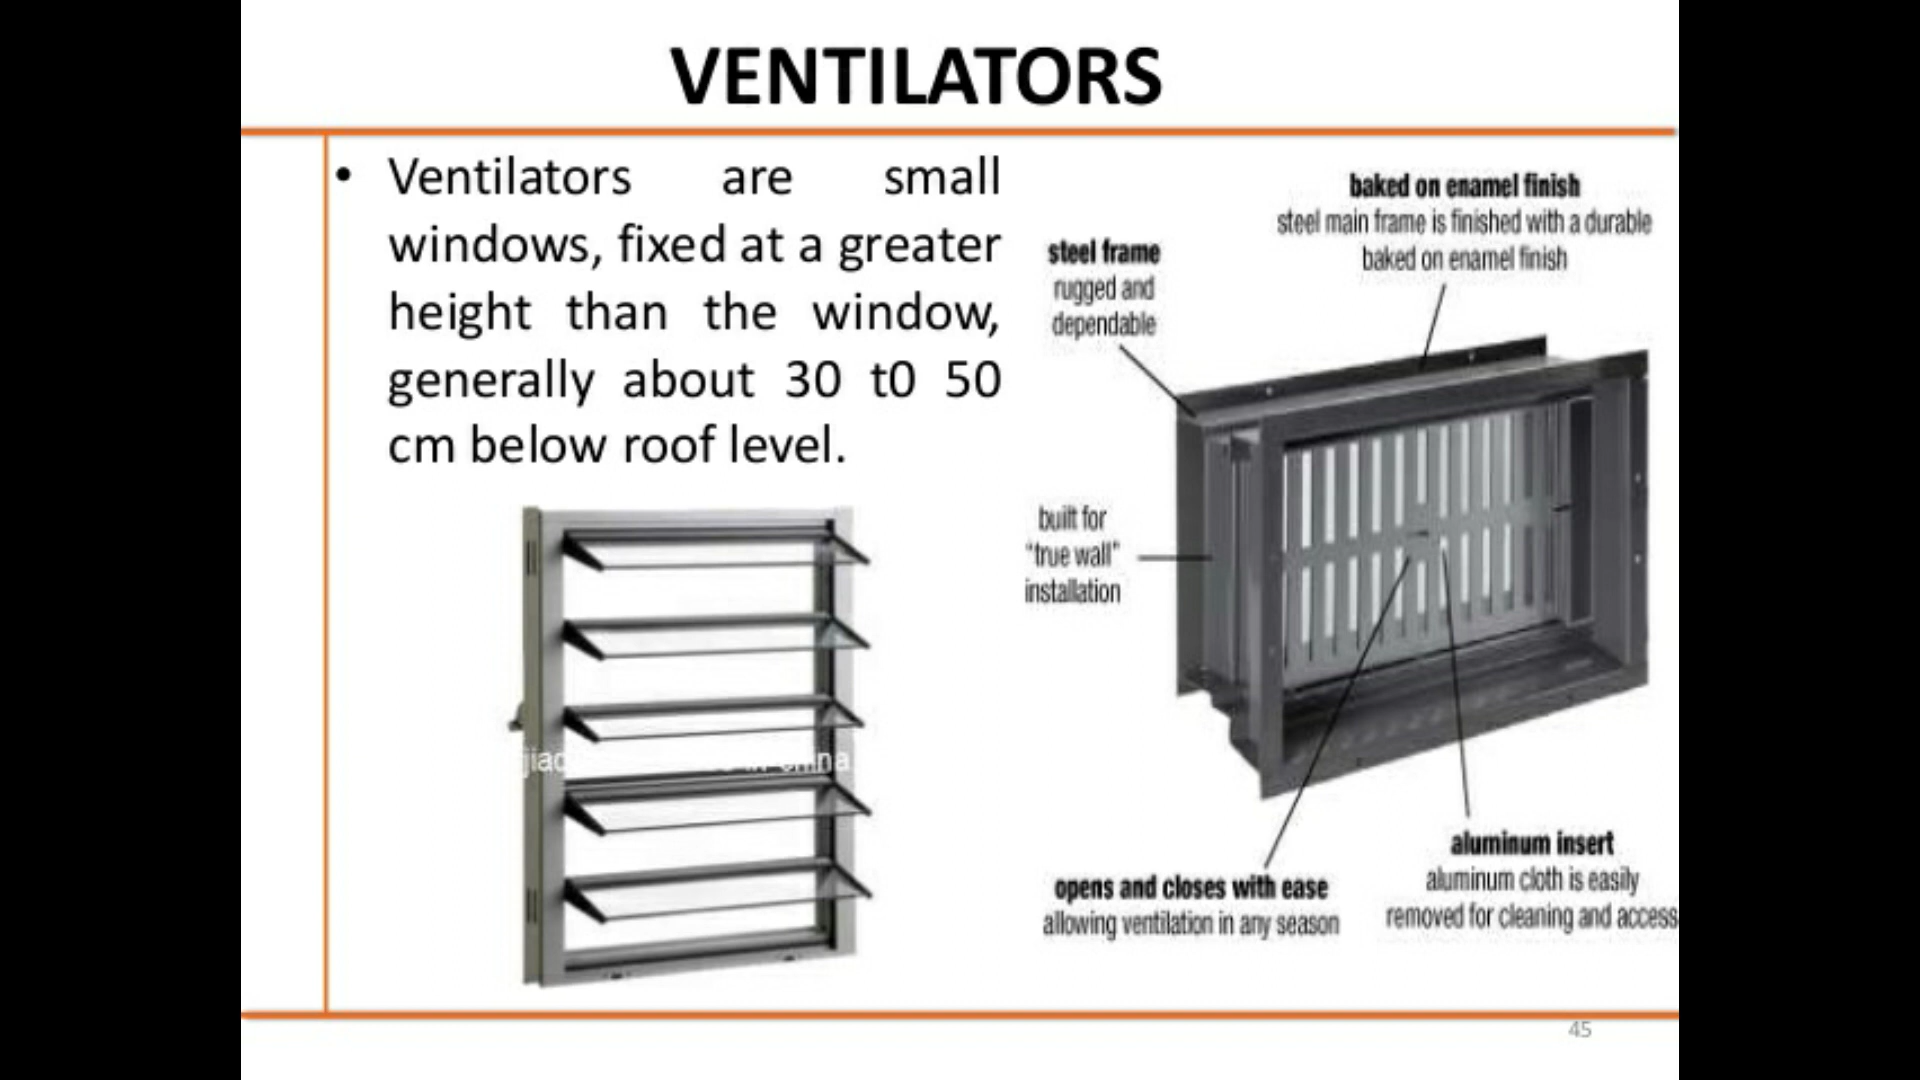 VENTILATORS
• Ventilators are small
windows, fixed at a greater
height than the window,
generally about 30 t0 50
cm below roof level.
baked on enamel finish
steel main frame is finished with a durable
baked on enamel finish
steel frame
rugged and
dependable
built for
"true wall"
installation
opens and closes with ease
allowing ventilation in any season
aluminum insert
aluminum cloth is easily
removed for cleaning and access
45